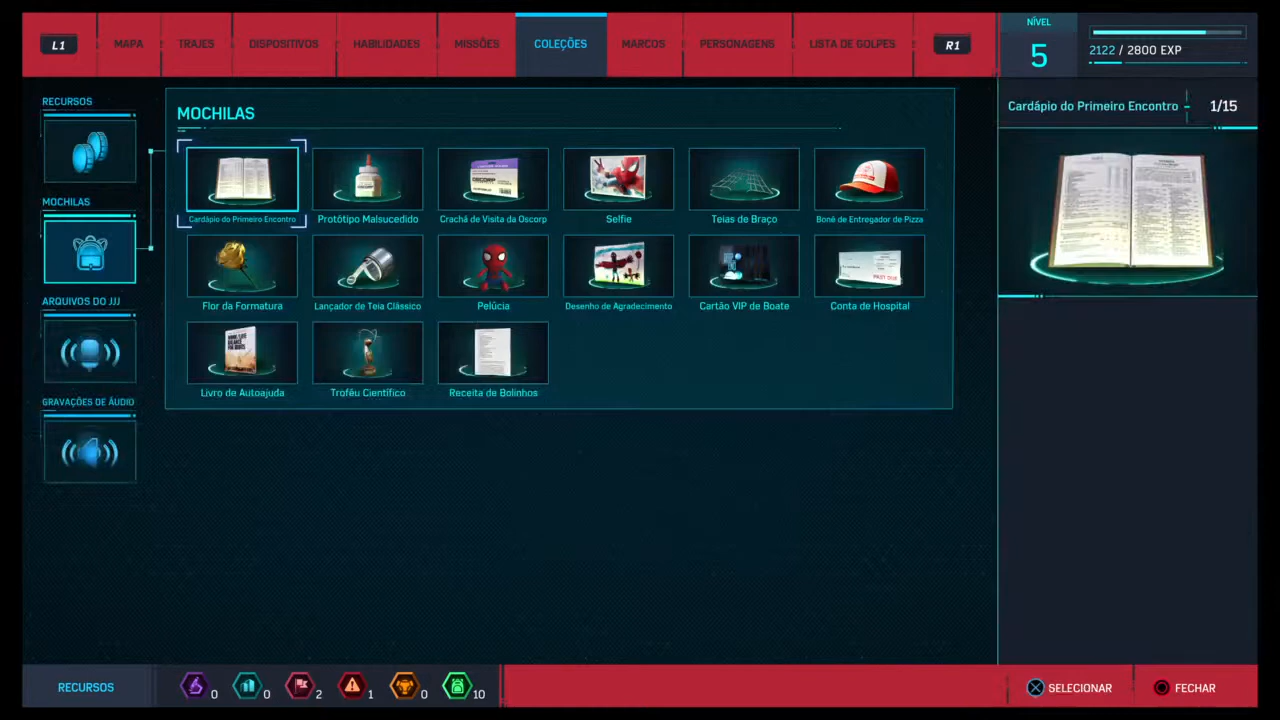 L1
MAPA
TRAJES
DISPOSITIVOS
HABILIDADES
MISSÕES
COLEÇÕES
MARCOS
PERSONAGENS
LISTA DE GOLPES
R1
NÍVEL
5
2122 / 2800 EXP
RECURSOS
MOCHILAS
ARQUIVOS DO JJJ
GRAVAÇÕES DE ÁUDIO
MOCHILAS
Cardápio do Primeiro Encontro
Protótipo Malsucedido
Crachá de Visita da Oscorp
Selfie
Teias de Braço
Boné de Entregador de Pizza
Flor da Formatura
Lançador de Teia Clássico
Pelúcia
Desenho de Agradecimento
Cartão VIP de Boate
PAST DUE
Conta de Hospital
Livro de Autoajuda
Troféu Científico
Receita de Bolinhos
Cardápio do Primeiro Encontro
1/15
RECURSOS
0
0
2
1
0
10
SELECIONAR
FECHAR